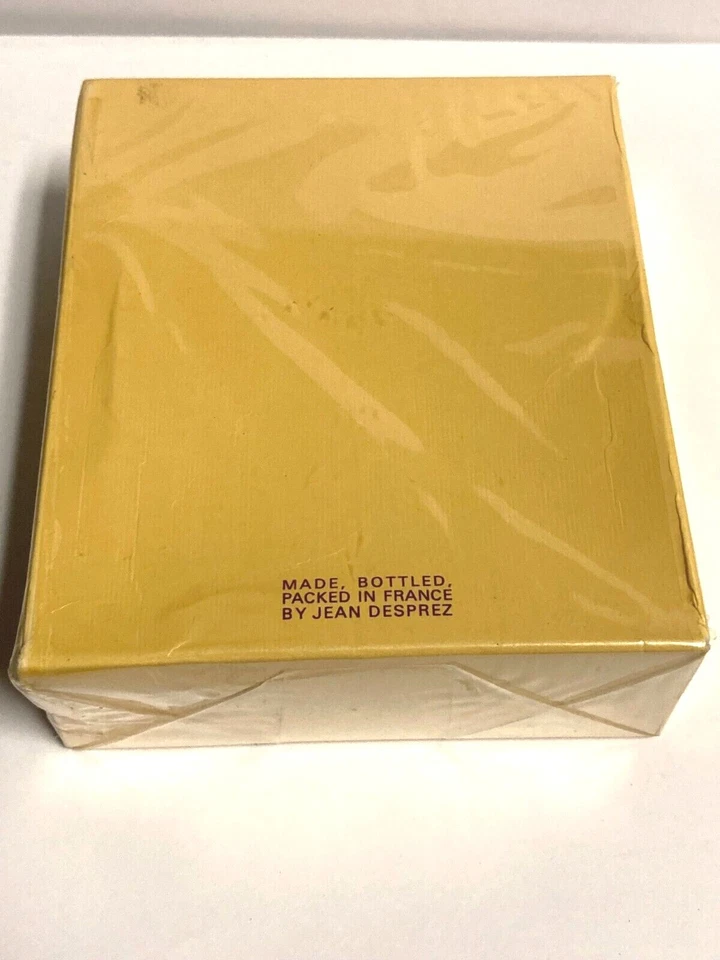 MADE, BOTTLED,
PACKED IN FRANCE
BY JEAN DESPREZ